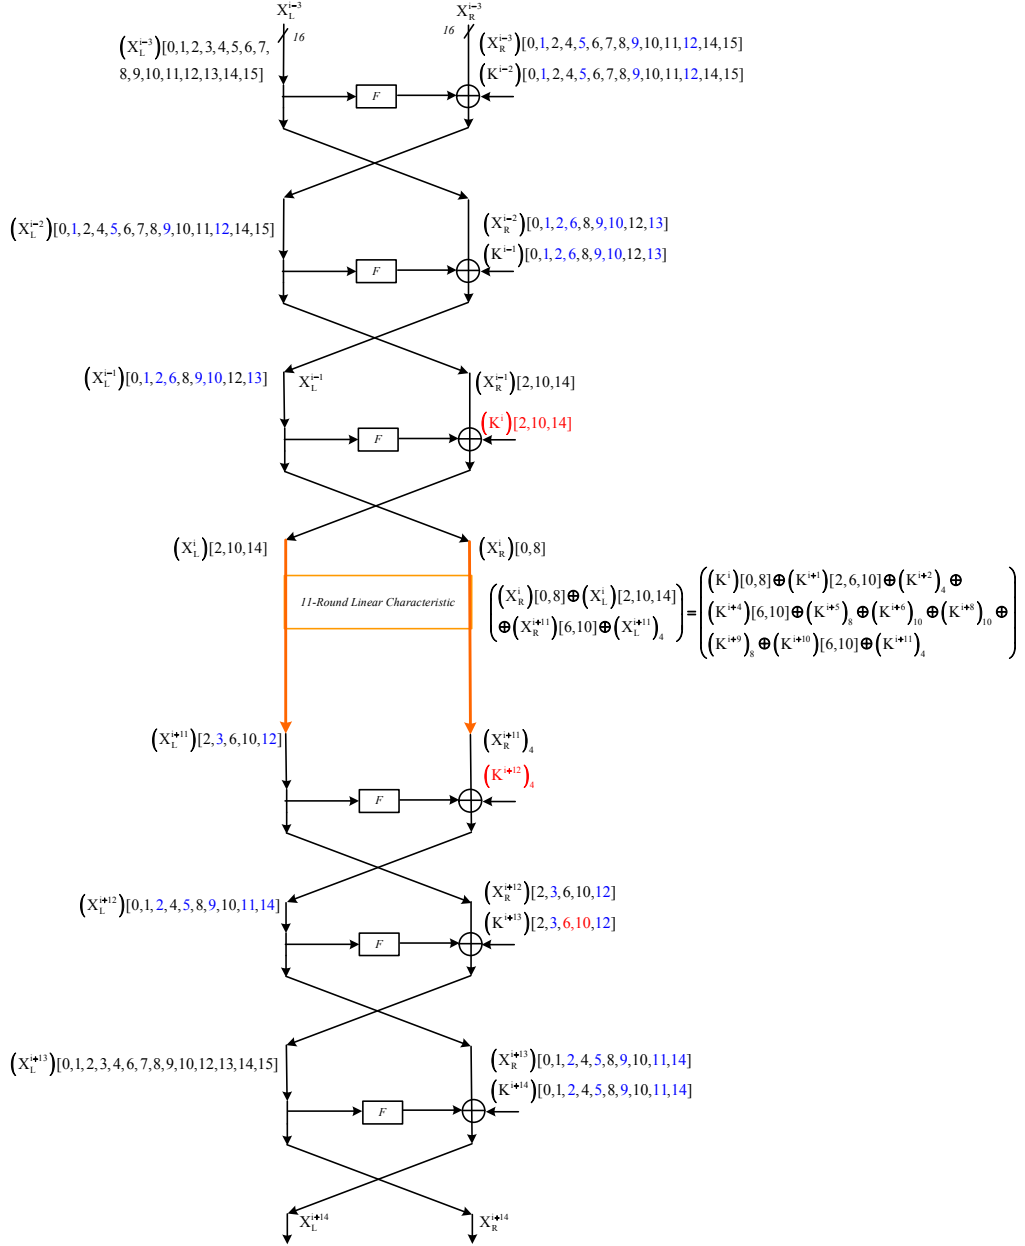 X_L^{i-3} X_R^{i-3}
16 16
(X_L^{i-3})[0,1,2,3,4,5,6,7,
8,9,10,11,12,13,14,15]
(X_R^{i-3})[0,1,2,4,5,6,7,8,9,10,11,12,14,15]
(K^{i-2})[0,1,2,4,5,6,7,8,9,10,11,12,14,15]
F
(X_L^{i-2})[0,1,2,4,5,6,7,8,9,10,11,12,14,15]
(X_R^{i-2})[0,1,2,6,8,9,10,12,13]
(K^{i-1})[0,1,2,6,8,9,10,12,13]
F
(X_L^{i-1})[0,1,2,6,8,9,10,12,13] X_L^{i-1}
(X_R^{i-1})[2,10,14]
(K^i)[2,10,14]
F
(X_L^i)[2,10,14]
(X_R^i)[0,8]
11-Round Linear Characteristic
((X_R^i)[0,8]⊕(X_L^i)[2,10,14]
⊕(X_R^{i+11})[6,10]⊕(X_L^{i+11})_4)
=
((K^i)[0,8]⊕(K^{i+1})[2,6,10]⊕(K^{i+2})_4⊕
(K^{i+4})[6,10]⊕(K^{i+5})_8⊕(K^{i+6})_10⊕(K^{i+8})_10⊕
(K^{i+9})_8⊕(K^{i+10})[6,10]⊕(K^{i+11})_4)
(X_L^{i+11})[2,3,6,10,12]
(X_R^{i+11})_4
(K^{i+12})_4
F
(X_L^{i+12})[0,1,2,4,5,8,9,10,11,14]
(X_R^{i+12})[2,3,6,10,12]
(K^{i+13})[2,3,6,10,12]
F
(X_L^{i+13})[0,1,2,3,4,6,7,8,9,10,12,13,14,15]
(X_R^{i+13})[0,1,2,4,5,8,9,10,11,14]
(K^{i+14})[0,1,2,4,5,8,9,10,11,14]
F
X_L^{i+14} X_R^{i+14}